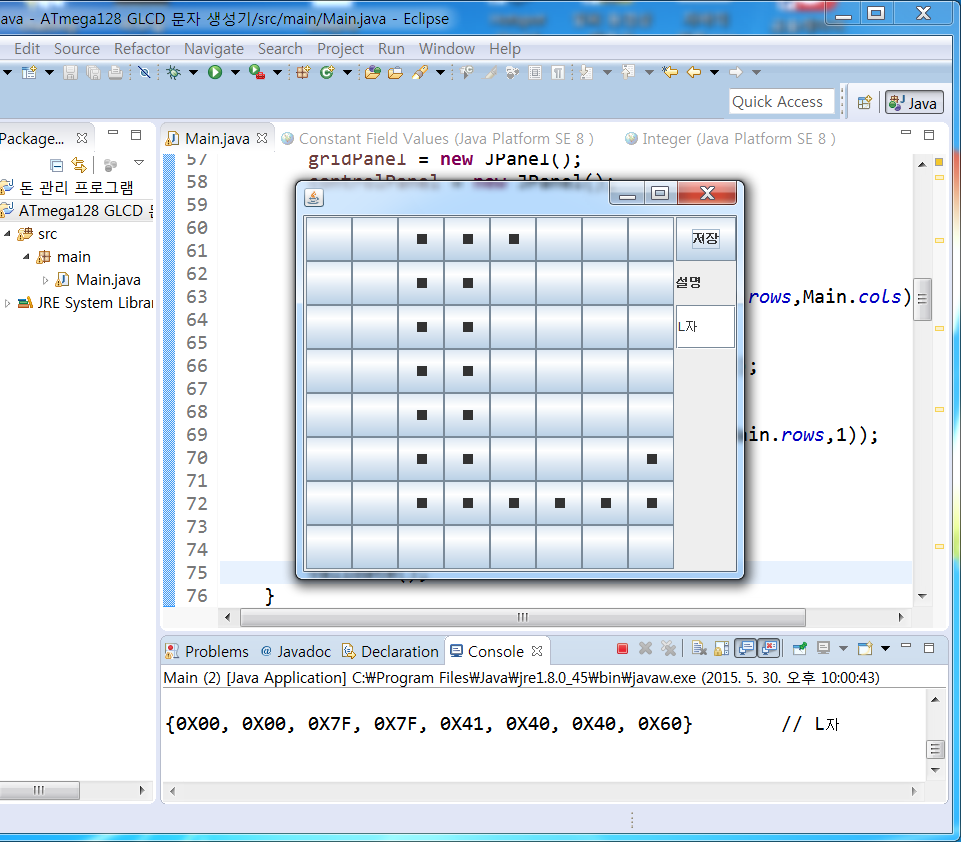 ava - ATmega128 GLCD 문자 생성기/src/main/Main.java - Eclipse
Edit Source Refactor Navigate Search Project Run Window Help
Quick Access
Java
Package...
Main.java
Constant Field Values (Java Platform SE 8 )
Integer (Java Platform SE 8 )
돈 관리 프로그램
ATmega128 GLCD
src
main
Main.java
JRE System Librar
57 gridPanel = new JPanel();
58 controlPanel = new JPanel();
59
60
61
62
63 rows,Main.cols)
64
65
66 ;
67
68
69 in.rows,1));
70
71
72
73
74
75 validate();
76 }
저장
설명
L자
Problems
@ Javadoc
Declaration
Console
Main (2) [Java Application] C:₩Program Files₩Java₩jre1.8.0_45₩bin₩javaw.exe (2015. 5. 30. 오후 10:00:43)
{0X00, 0X00, 0X7F, 0X7F, 0X41, 0X40, 0X40, 0X60} // L자